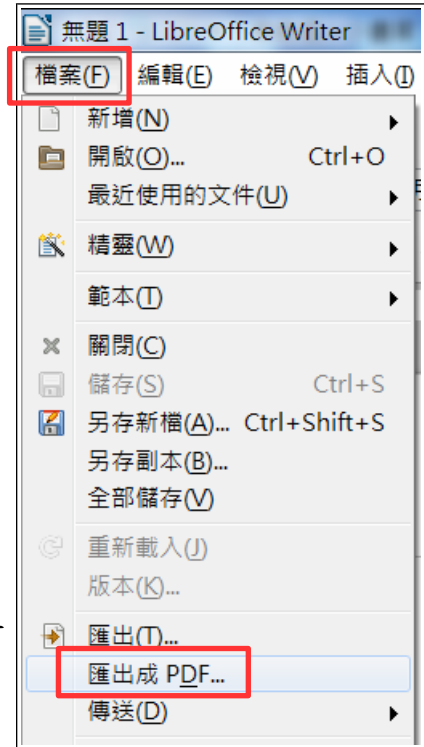 無題 1 - LibreOffice Writer
檔案(F) 編輯(E) 檢視(V) 插入(I)
新增(N)
開啟(O)... Ctrl+O
最近使用的文件(U)
精靈(W)
範本(T)
關閉(C)
儲存(S) Ctrl+S
另存新檔(A)... Ctrl+Shift+S
另存副本(B)...
全部儲存(V)
重新載入(J)
版本(K)...
匯出(T)...
匯出成 PDF...
傳送(D)